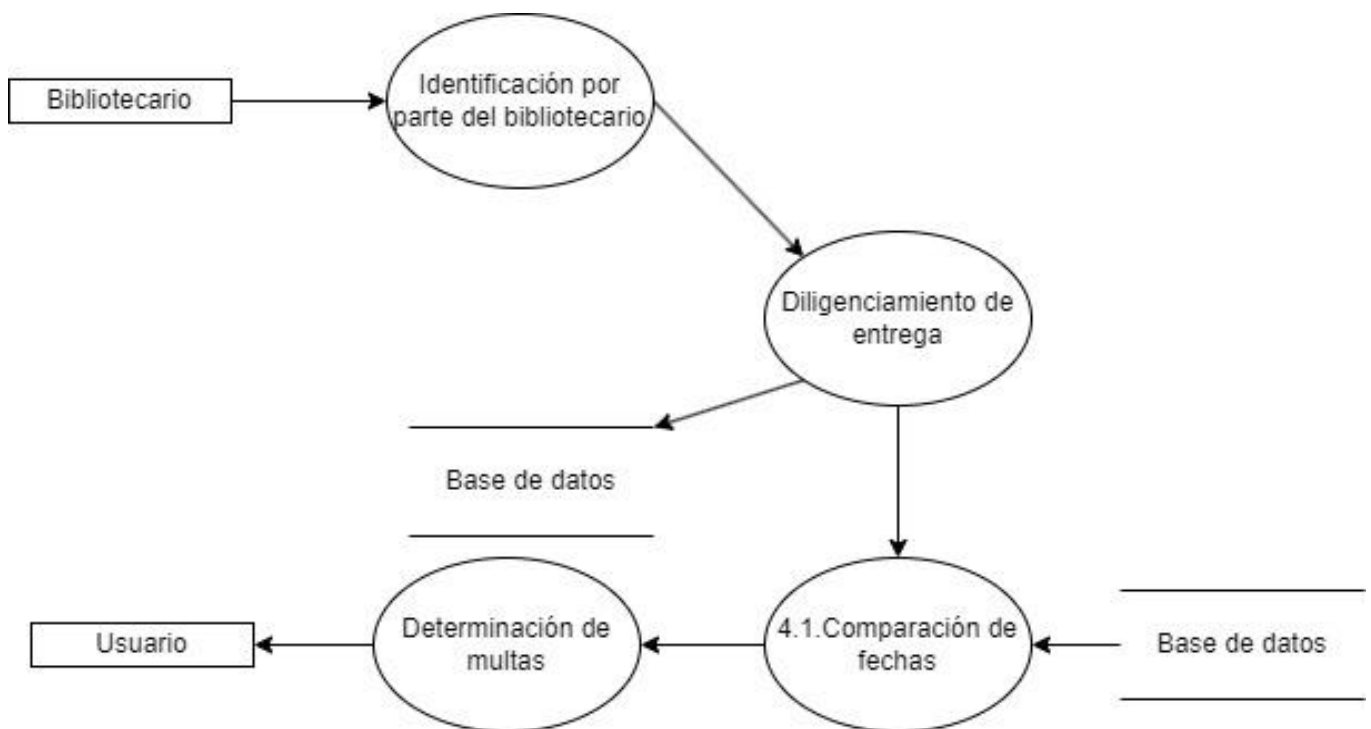 Bibliotecario
Identificación por
parte del bibliotecario
Diligenciamiento de
entrega
Base de datos
Usuario
Determinación de
multas
4.1.Comparación de
fechas
Base de datos